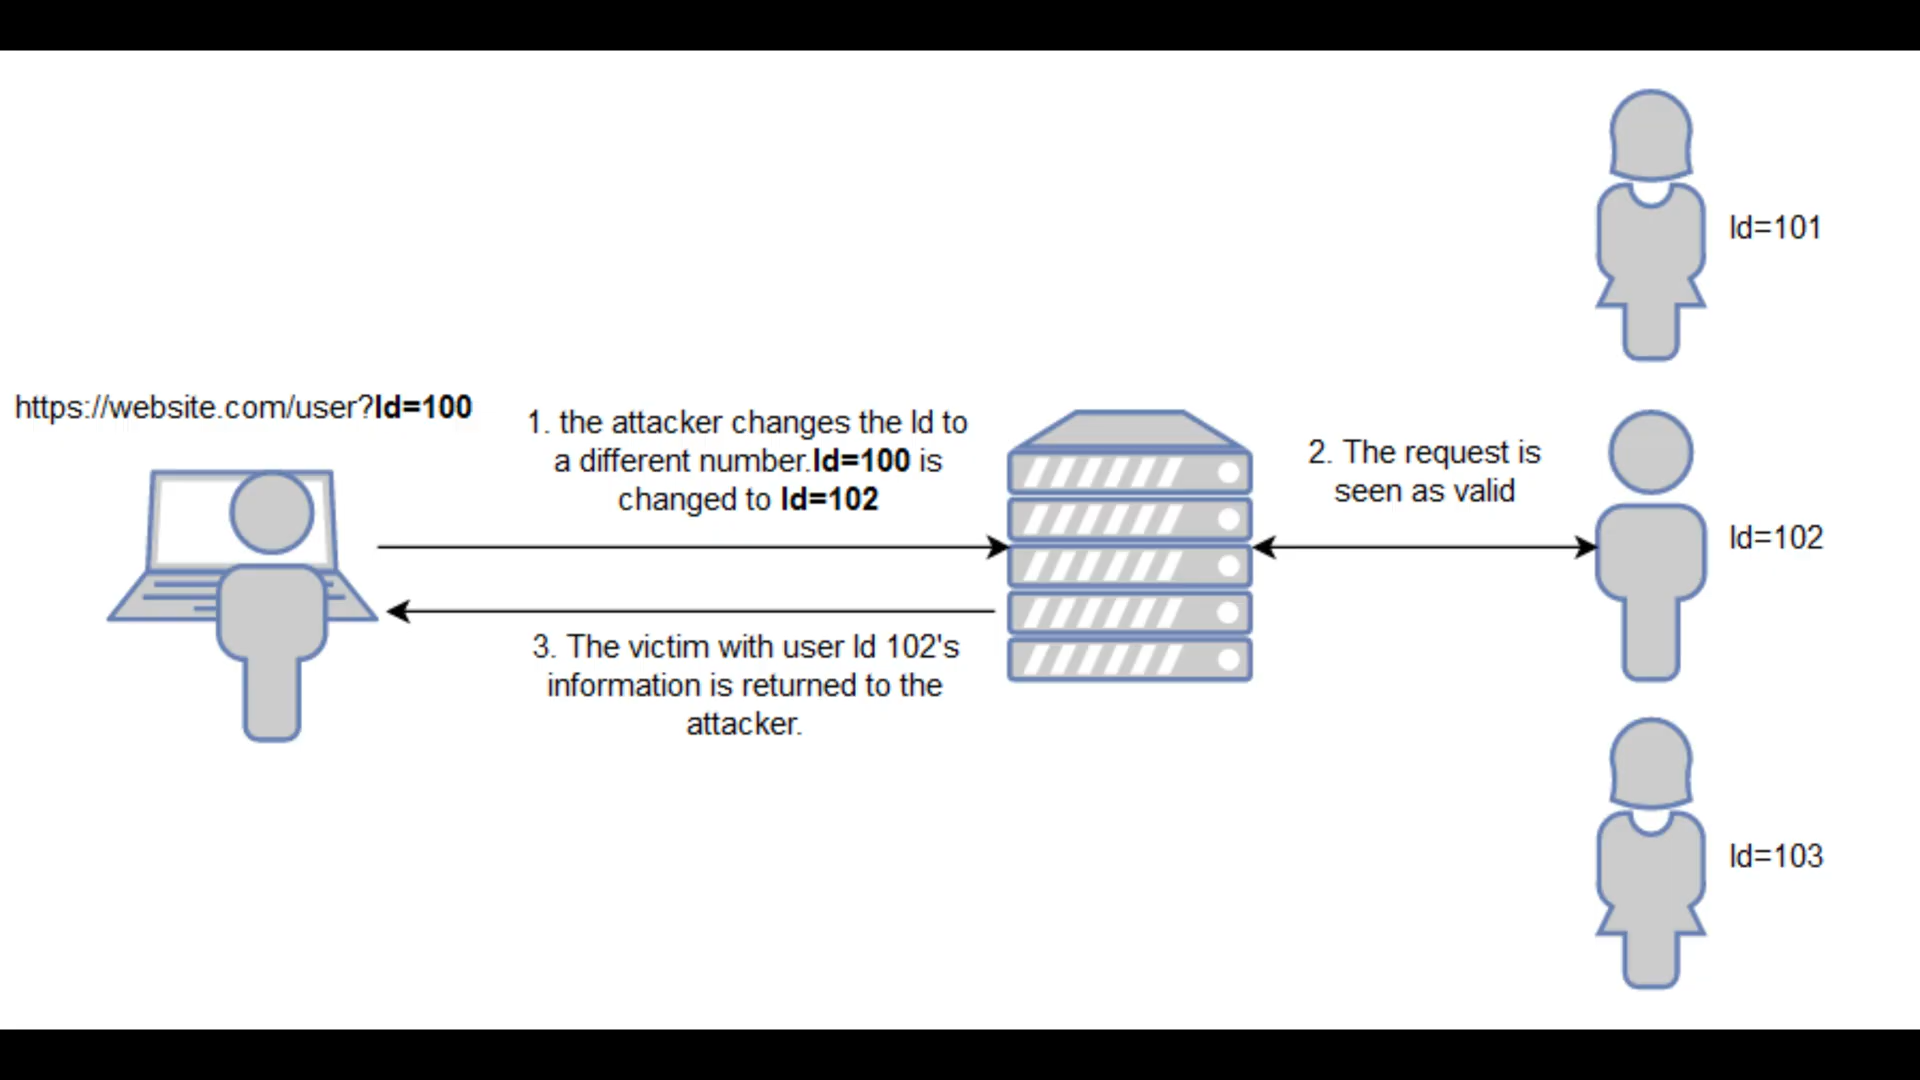 https://website.com/user?Id=100
1. the attacker changes the Id to
a different number.Id=100 is
changed to Id=102
2. The request is
seen as valid
3. The victim with user Id 102's
information is returned to the
attacker.
Id=101
Id=102
Id=103